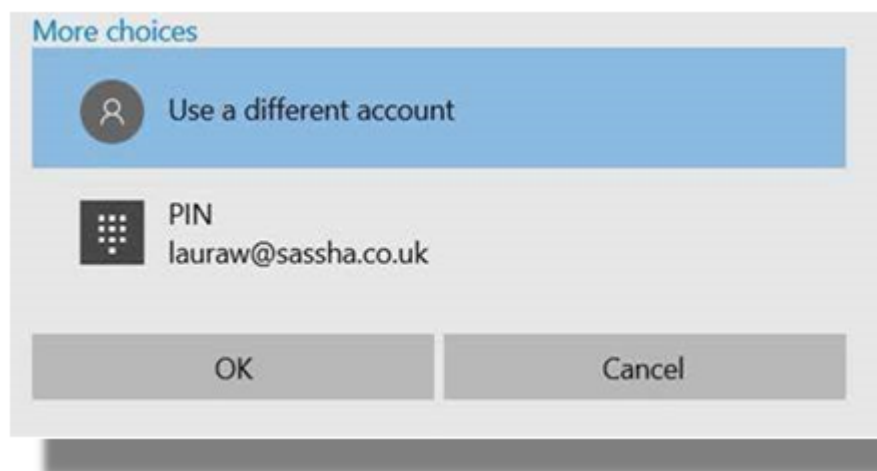 More choices
Use a different account
PIN
lauraw@sassha.co.uk
OK
Cancel